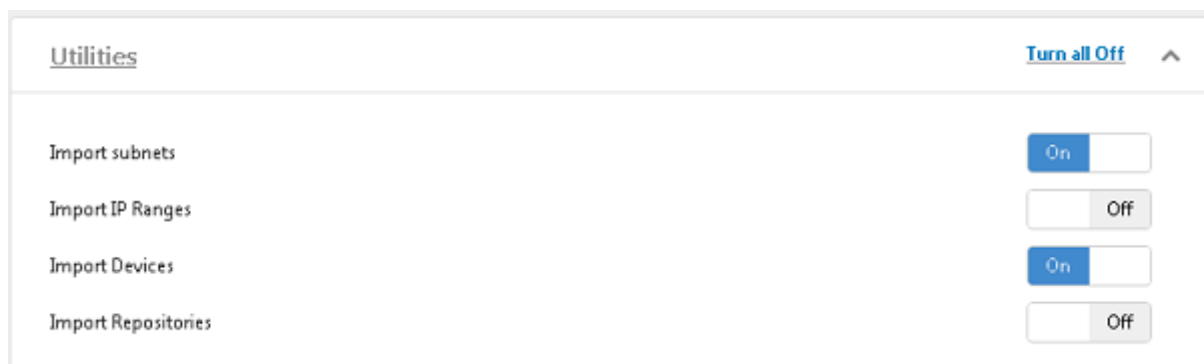 Utilities Turn all Off
Import subnets On
Import IP Ranges Off
Import Devices On
Import Repositories Off